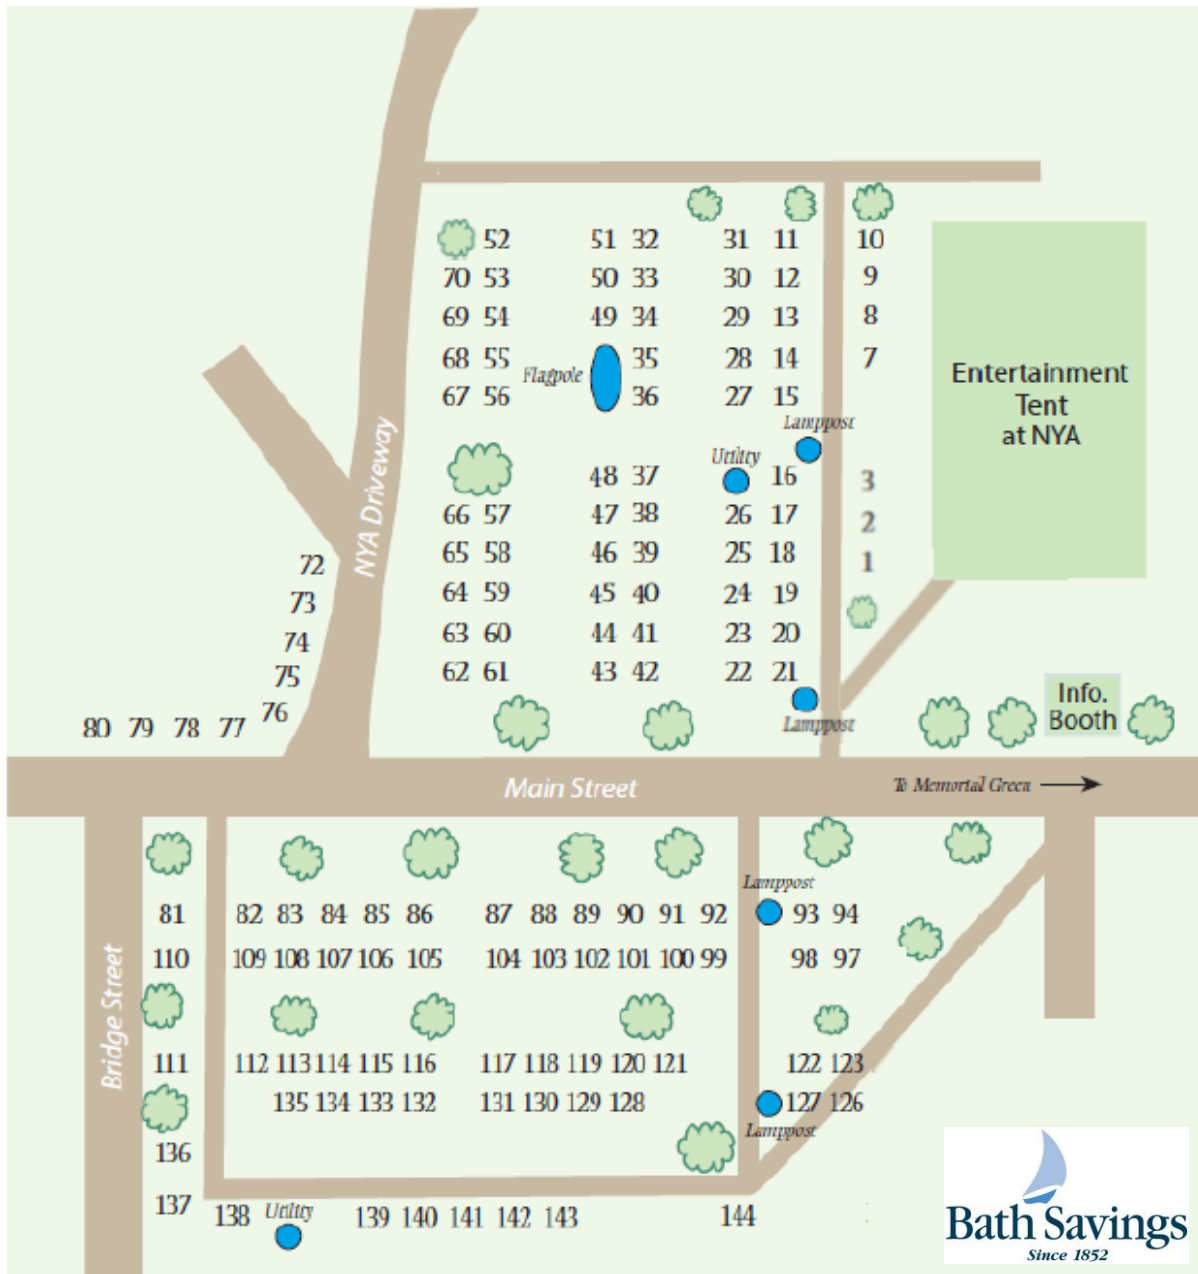 52 51 32 31 11 10
70 53 50 33 30 12 9
69 54 49 34 29 13 8
68 55 35 28 14 7
Flagpole
Entertainment
Tent
at NYA
67 56 36 27 15
Lamppost
Utility
48 37 16 3
66 57 47 38 26 17 2
65 58 46 39 25 18 1
NYA Driveway
72
64 59 45 40 24 19
73
63 60 44 41 23 20
74
62 61 43 42 22 21
75
Info.
Booth
76
Lamppost
80 79 78 77
Main Street
To Memorial Green
Lamppost
81 82 83 84 85 86 87 88 89 90 91 92 93 94
110 109 108 107 106 105 104 103 102 101 100 99 98 97
Bridge Street
111 112 113 114 115 116 117 118 119 120 121 122 123
135 134 133 132 131 130 129 128 127 126
Lamppost
136
137
138 Utility 139 140 141 142 143 144
Bath Savings
Since 1852